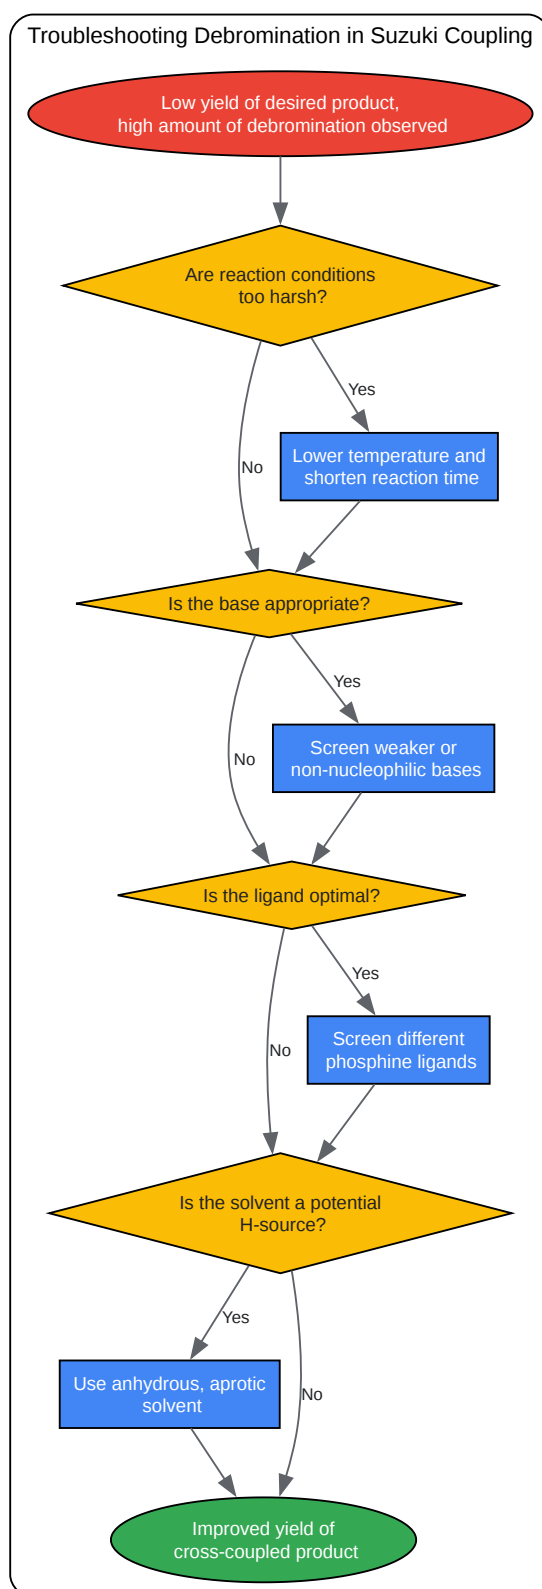 Troubleshooting Debromination in Suzuki Coupling
Low yield of desired product,
high amount of debromination observed
Are reaction conditions
too harsh?
Yes
No
Lower temperature and
shorten reaction time
Is the base appropriate?
Yes
No
Screen weaker or
non-nucleophilic bases
Is the ligand optimal?
Yes
No
Screen different
phosphine ligands
Is the solvent a potential
H-source?
Yes
No
Use anhydrous, aprotic
solvent
Improved yield of
cross-coupled product